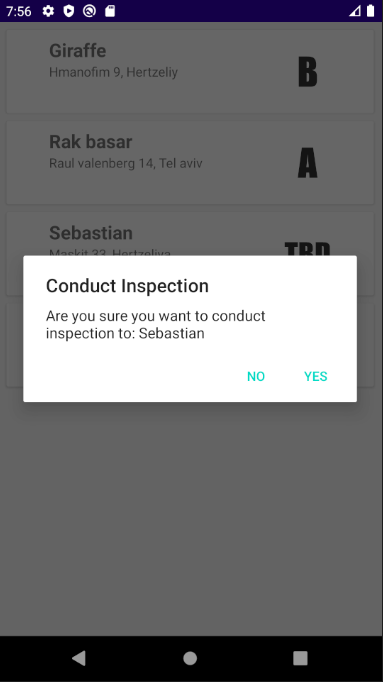 7:56
Giraffe
Hmanofim 9, Hertzeliy
B
Rak basar
Raul valenberg 14, Tel aviv
A
Sebastian
Maskit 33, Hertzeliya
TBD
Conduct Inspection
Are you sure you want to conduct
inspection to: Sebastian
NO YES